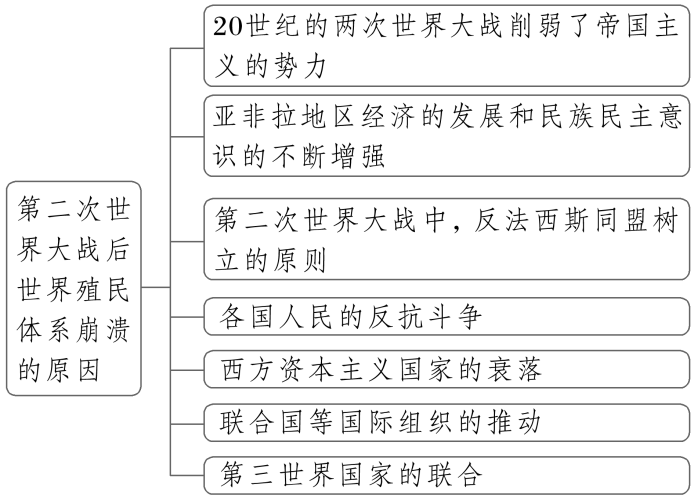 第二次世
界大战后
世界殖民
体系崩溃
的原因
20世纪的两次世界大战削弱了帝国主
义的势力
亚非拉地区经济的发展和民族民主意
识的不断增强
第二次世界大战中，反法西斯同盟树
立的原则
各国人民的反抗斗争
西方资本主义国家的衰落
联合国等国际组织的推动
第三世界国家的联合